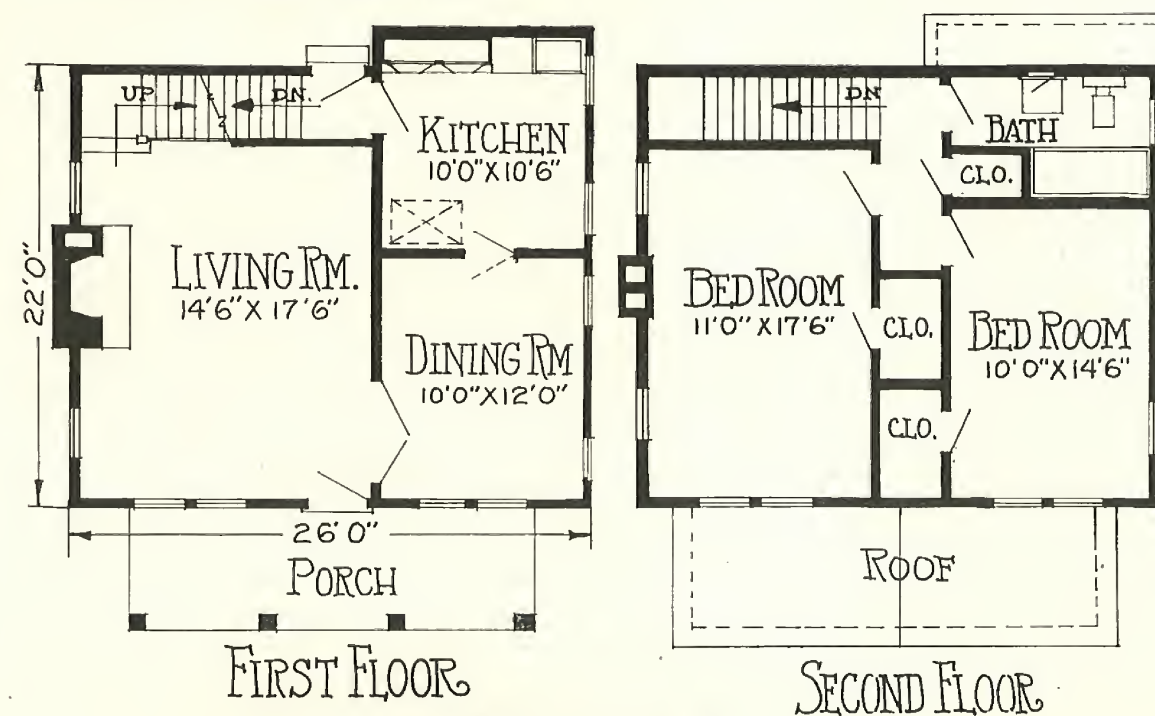 UP
DN.
KITCHEN
10'0"X10'6"
LIVING RM.
14'6"X17'6"
DINING RM
10'0"X12'0"
22'0"
26'0"
PORCH
FIRST FLOOR
DN
BATH
CLO.
BED ROOM
11'0"X17'6"
CLO.
BED ROOM
10'0"X14'6"
CLO.
ROOF
SECOND FLOOR